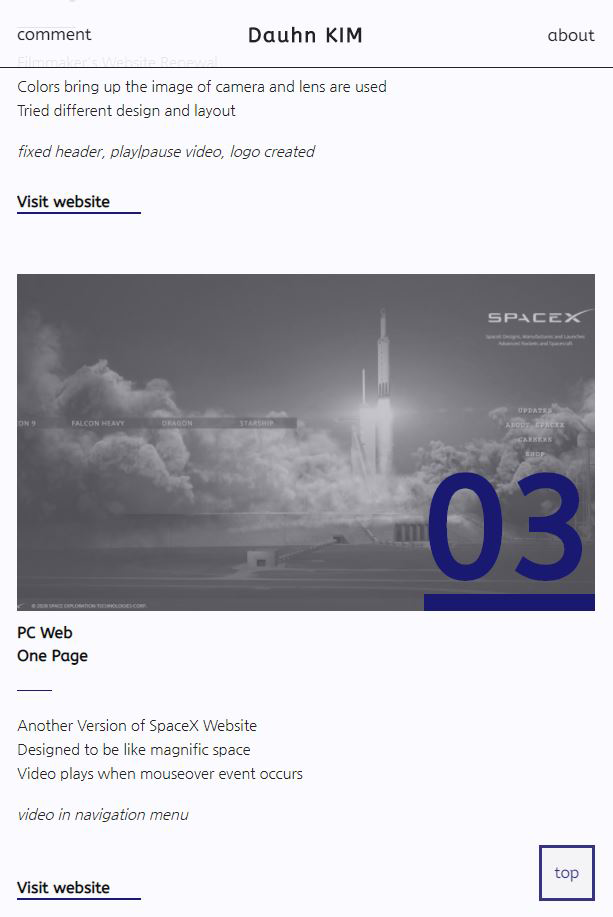 comment
Dauhn KIM
about
Filmmaker's Website Renewal
Colors bring up the image of camera and lens are used
Tried different design and layout
fixed header, play|pause video, logo created
Visit website
SPACEX
SpaceX Designs, Manufactures and Launches
Advanced Rockets and Spacecraft
ON 9
FALCON HEAVY
DRAGON
STARSHIP
UPDATES
ABOUT SPACEX
CAREERS
SHOP
03
© 2020 SPACE EXPLORATION TECHNOLOGIES CORP.
PC Web
One Page
Another Version of SpaceX Website
Designed to be like magnific space
Video plays when mouseover event occurs
video in navigation menu
top
Visit website